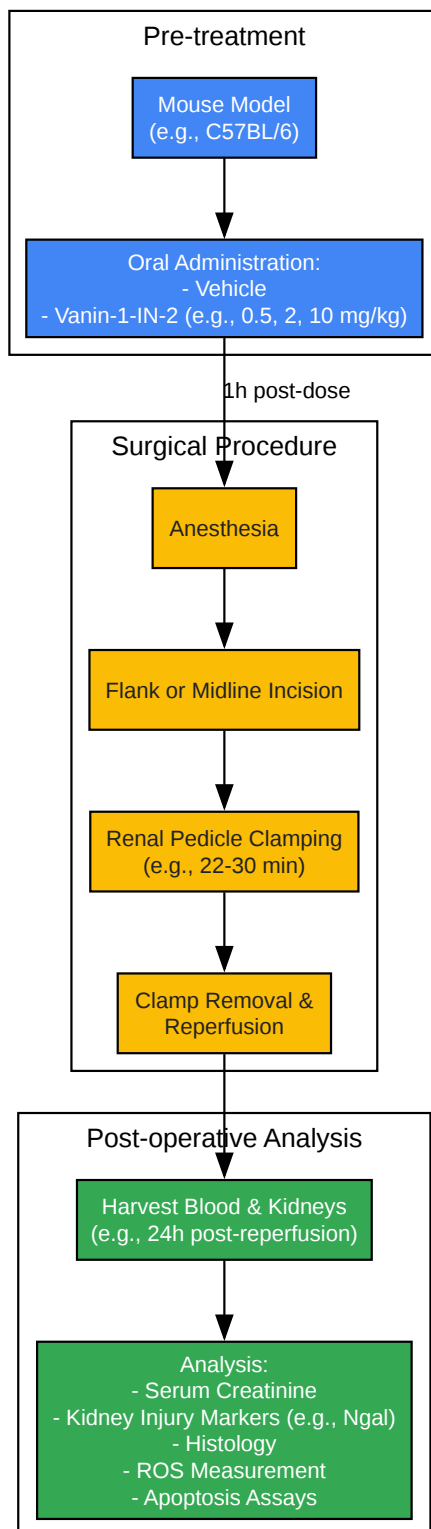 Pre-treatment
Mouse Model
(e.g., C57BL/6)
Oral Administration:
- Vehicle
- Vanin-1-IN-2 (e.g., 0.5, 2, 10 mg/kg)
1h post-dose
Surgical Procedure
Anesthesia
Flank or Midline Incision
Renal Pedicle Clamping
(e.g., 22-30 min)
Clamp Removal &
Reperfusion
Post-operative Analysis
Harvest Blood & Kidneys
(e.g., 24h post-reperfusion)
Analysis:
- Serum Creatinine
- Kidney Injury Markers (e.g., Ngal)
- Histology
- ROS Measurement
- Apoptosis Assays